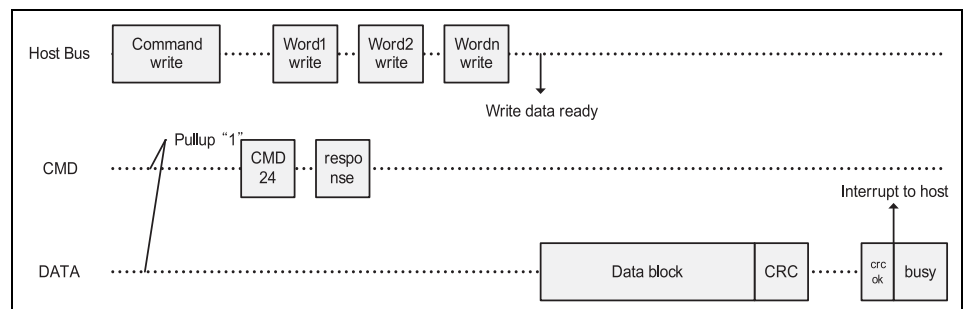 Host Bus
Command
write
Word1
write
Word2
write
Wordn
write
Write data ready
Pullup “1”
CMD
CMD
24
respo
nse
Interrupt to host
DATA
Data block
CRC
crc
ok
busy